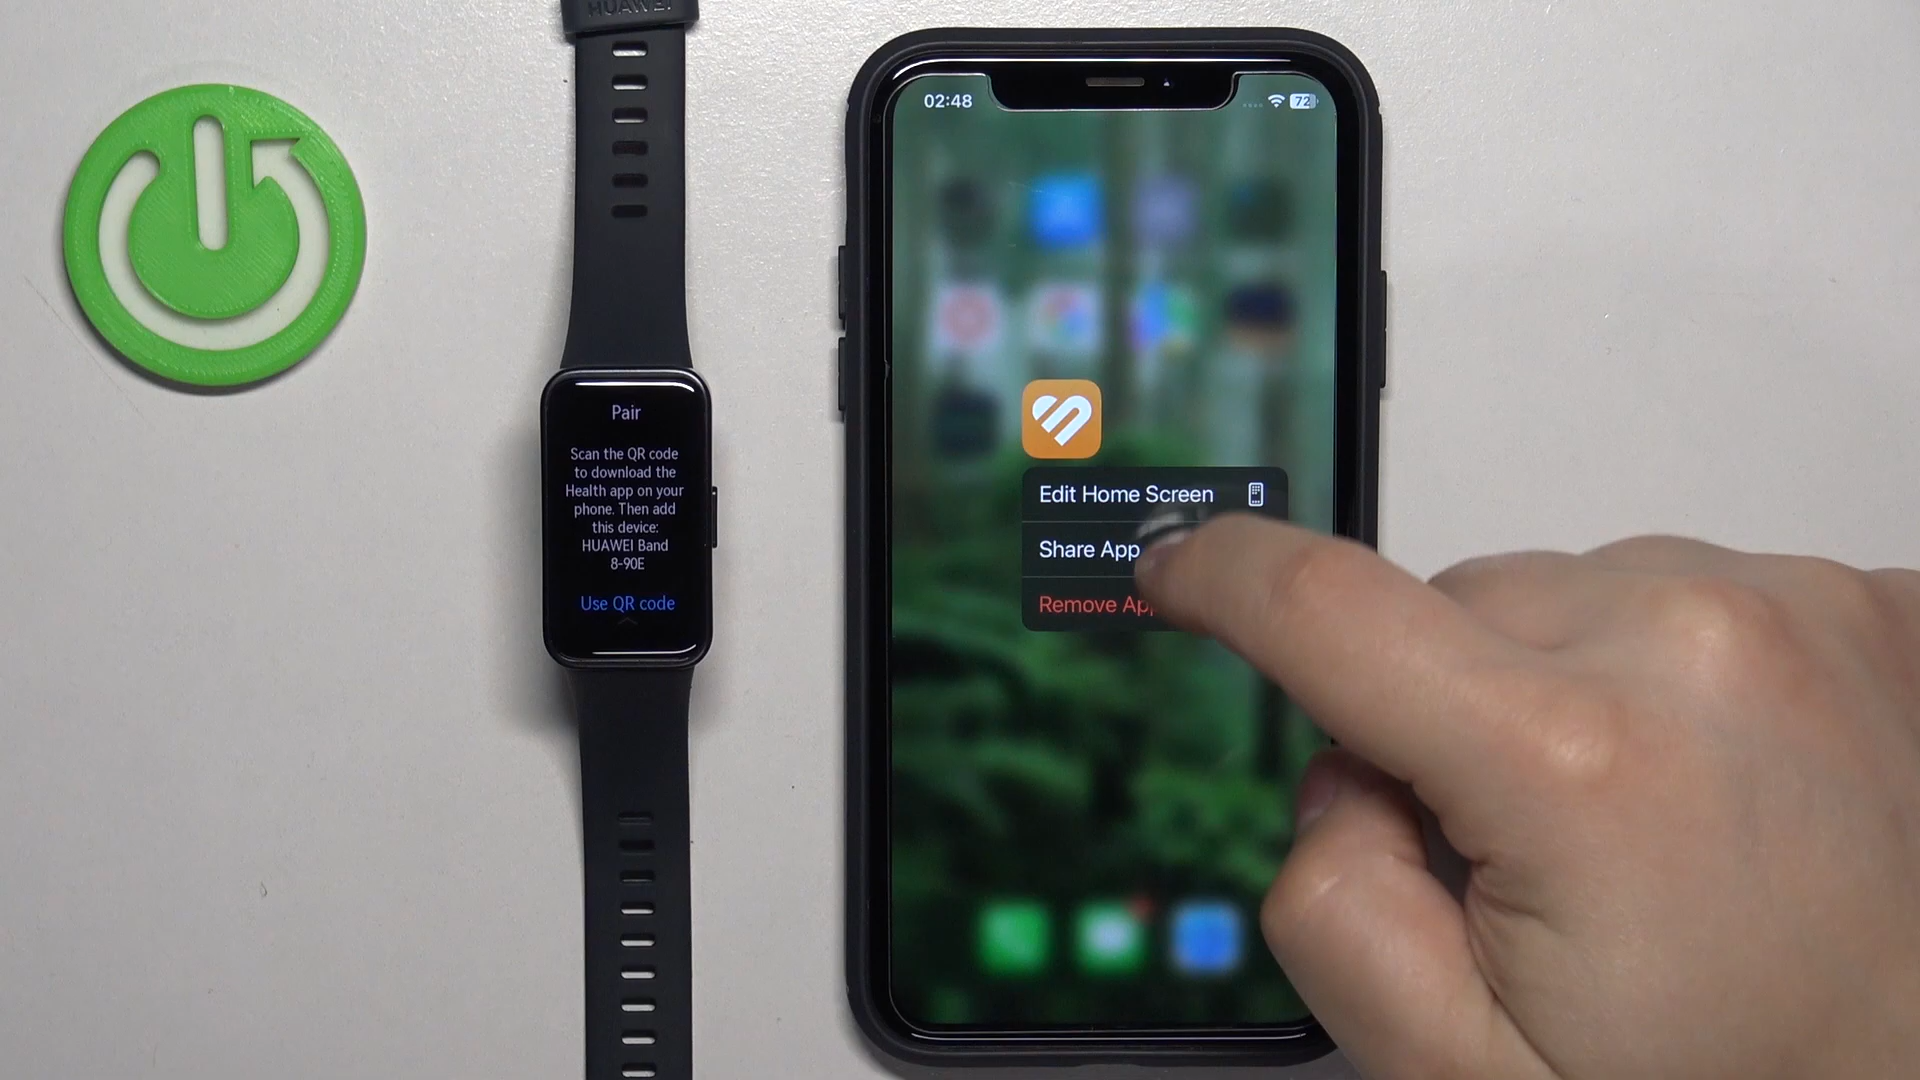 HUAWEI
Pair
Scan the QR code
to download the
Health app on your
phone. Then add
this device:
HUAWEI Band
8-90E
Use QR code
02:48
72
Edit Home Screen
Share App
Remove App